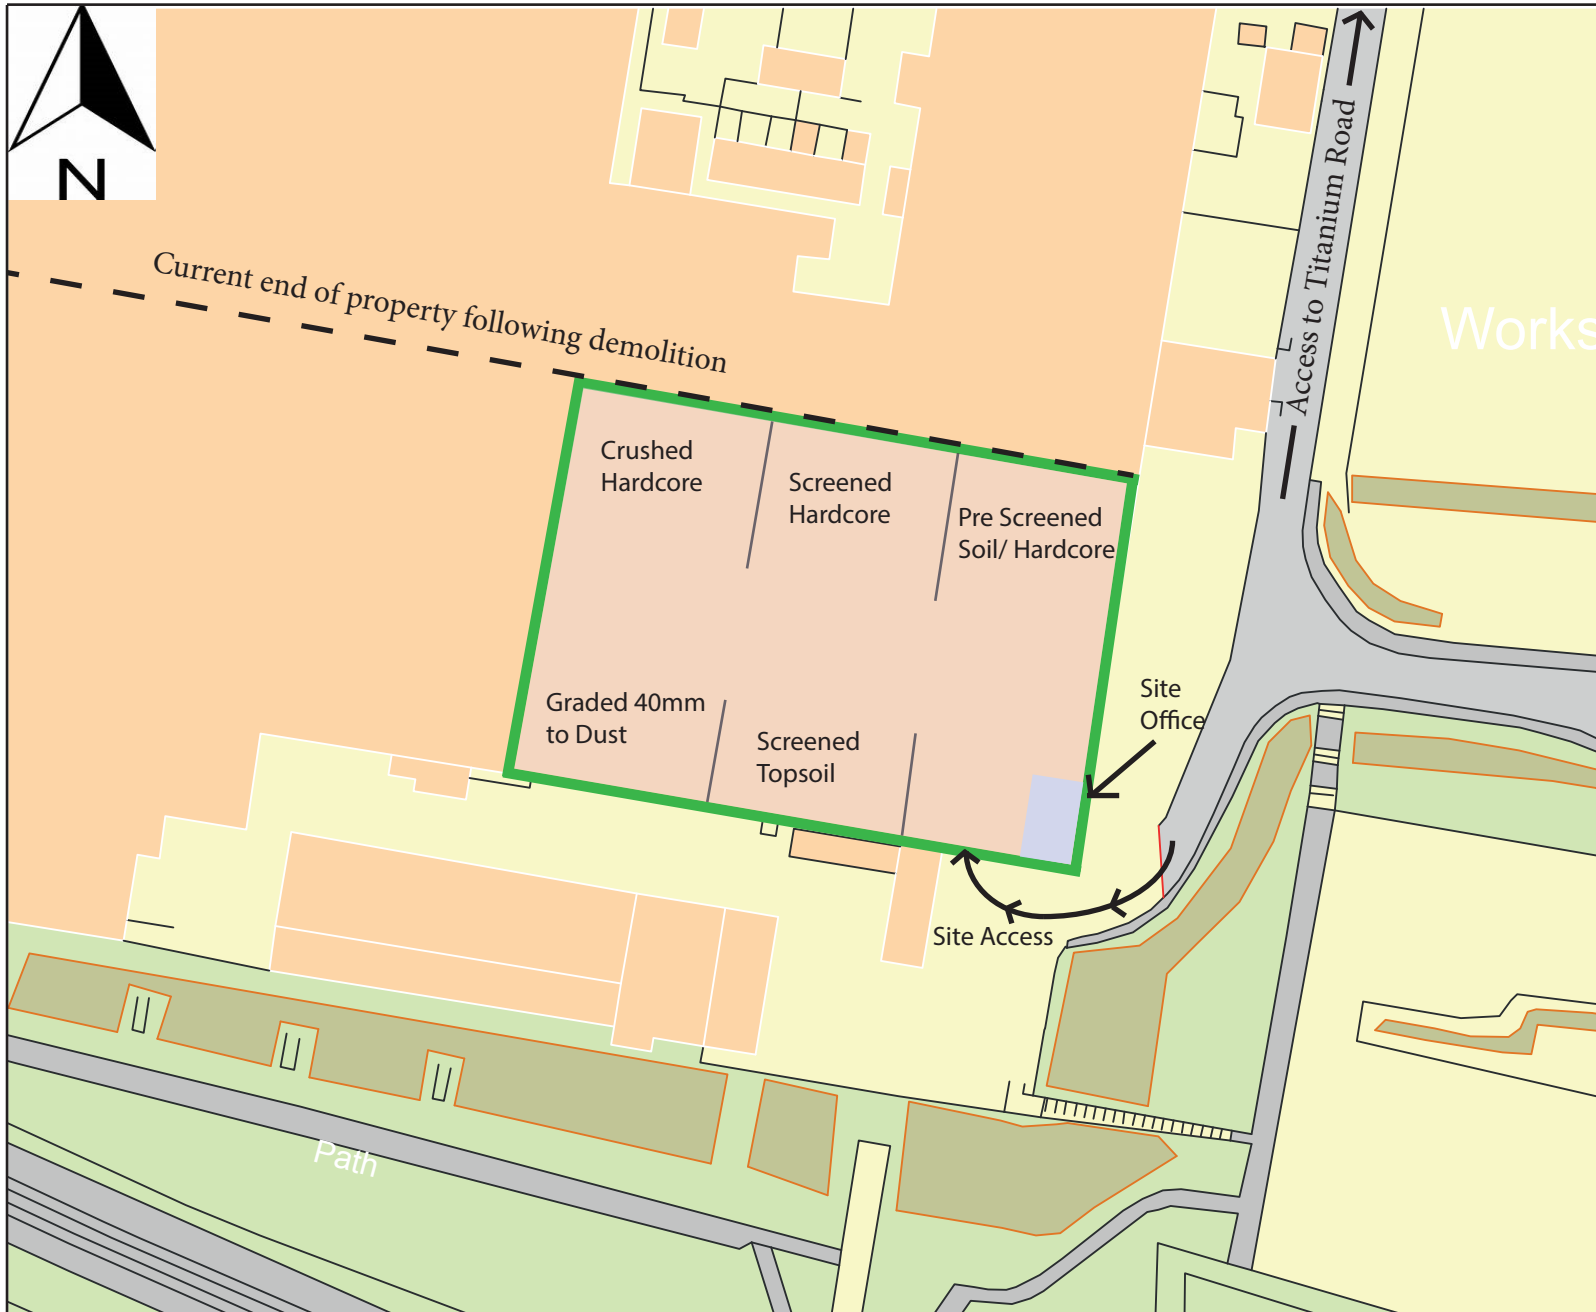 N
Access to Titanium Road
Current end of property following demolition
Works
Crushed
Hardcore
Screened
Hardcore
Pre Screened
Soil/ Hardcore
Site
Office
Graded 40mm
to Dust
Screened
Topsoil
Site Access
Path